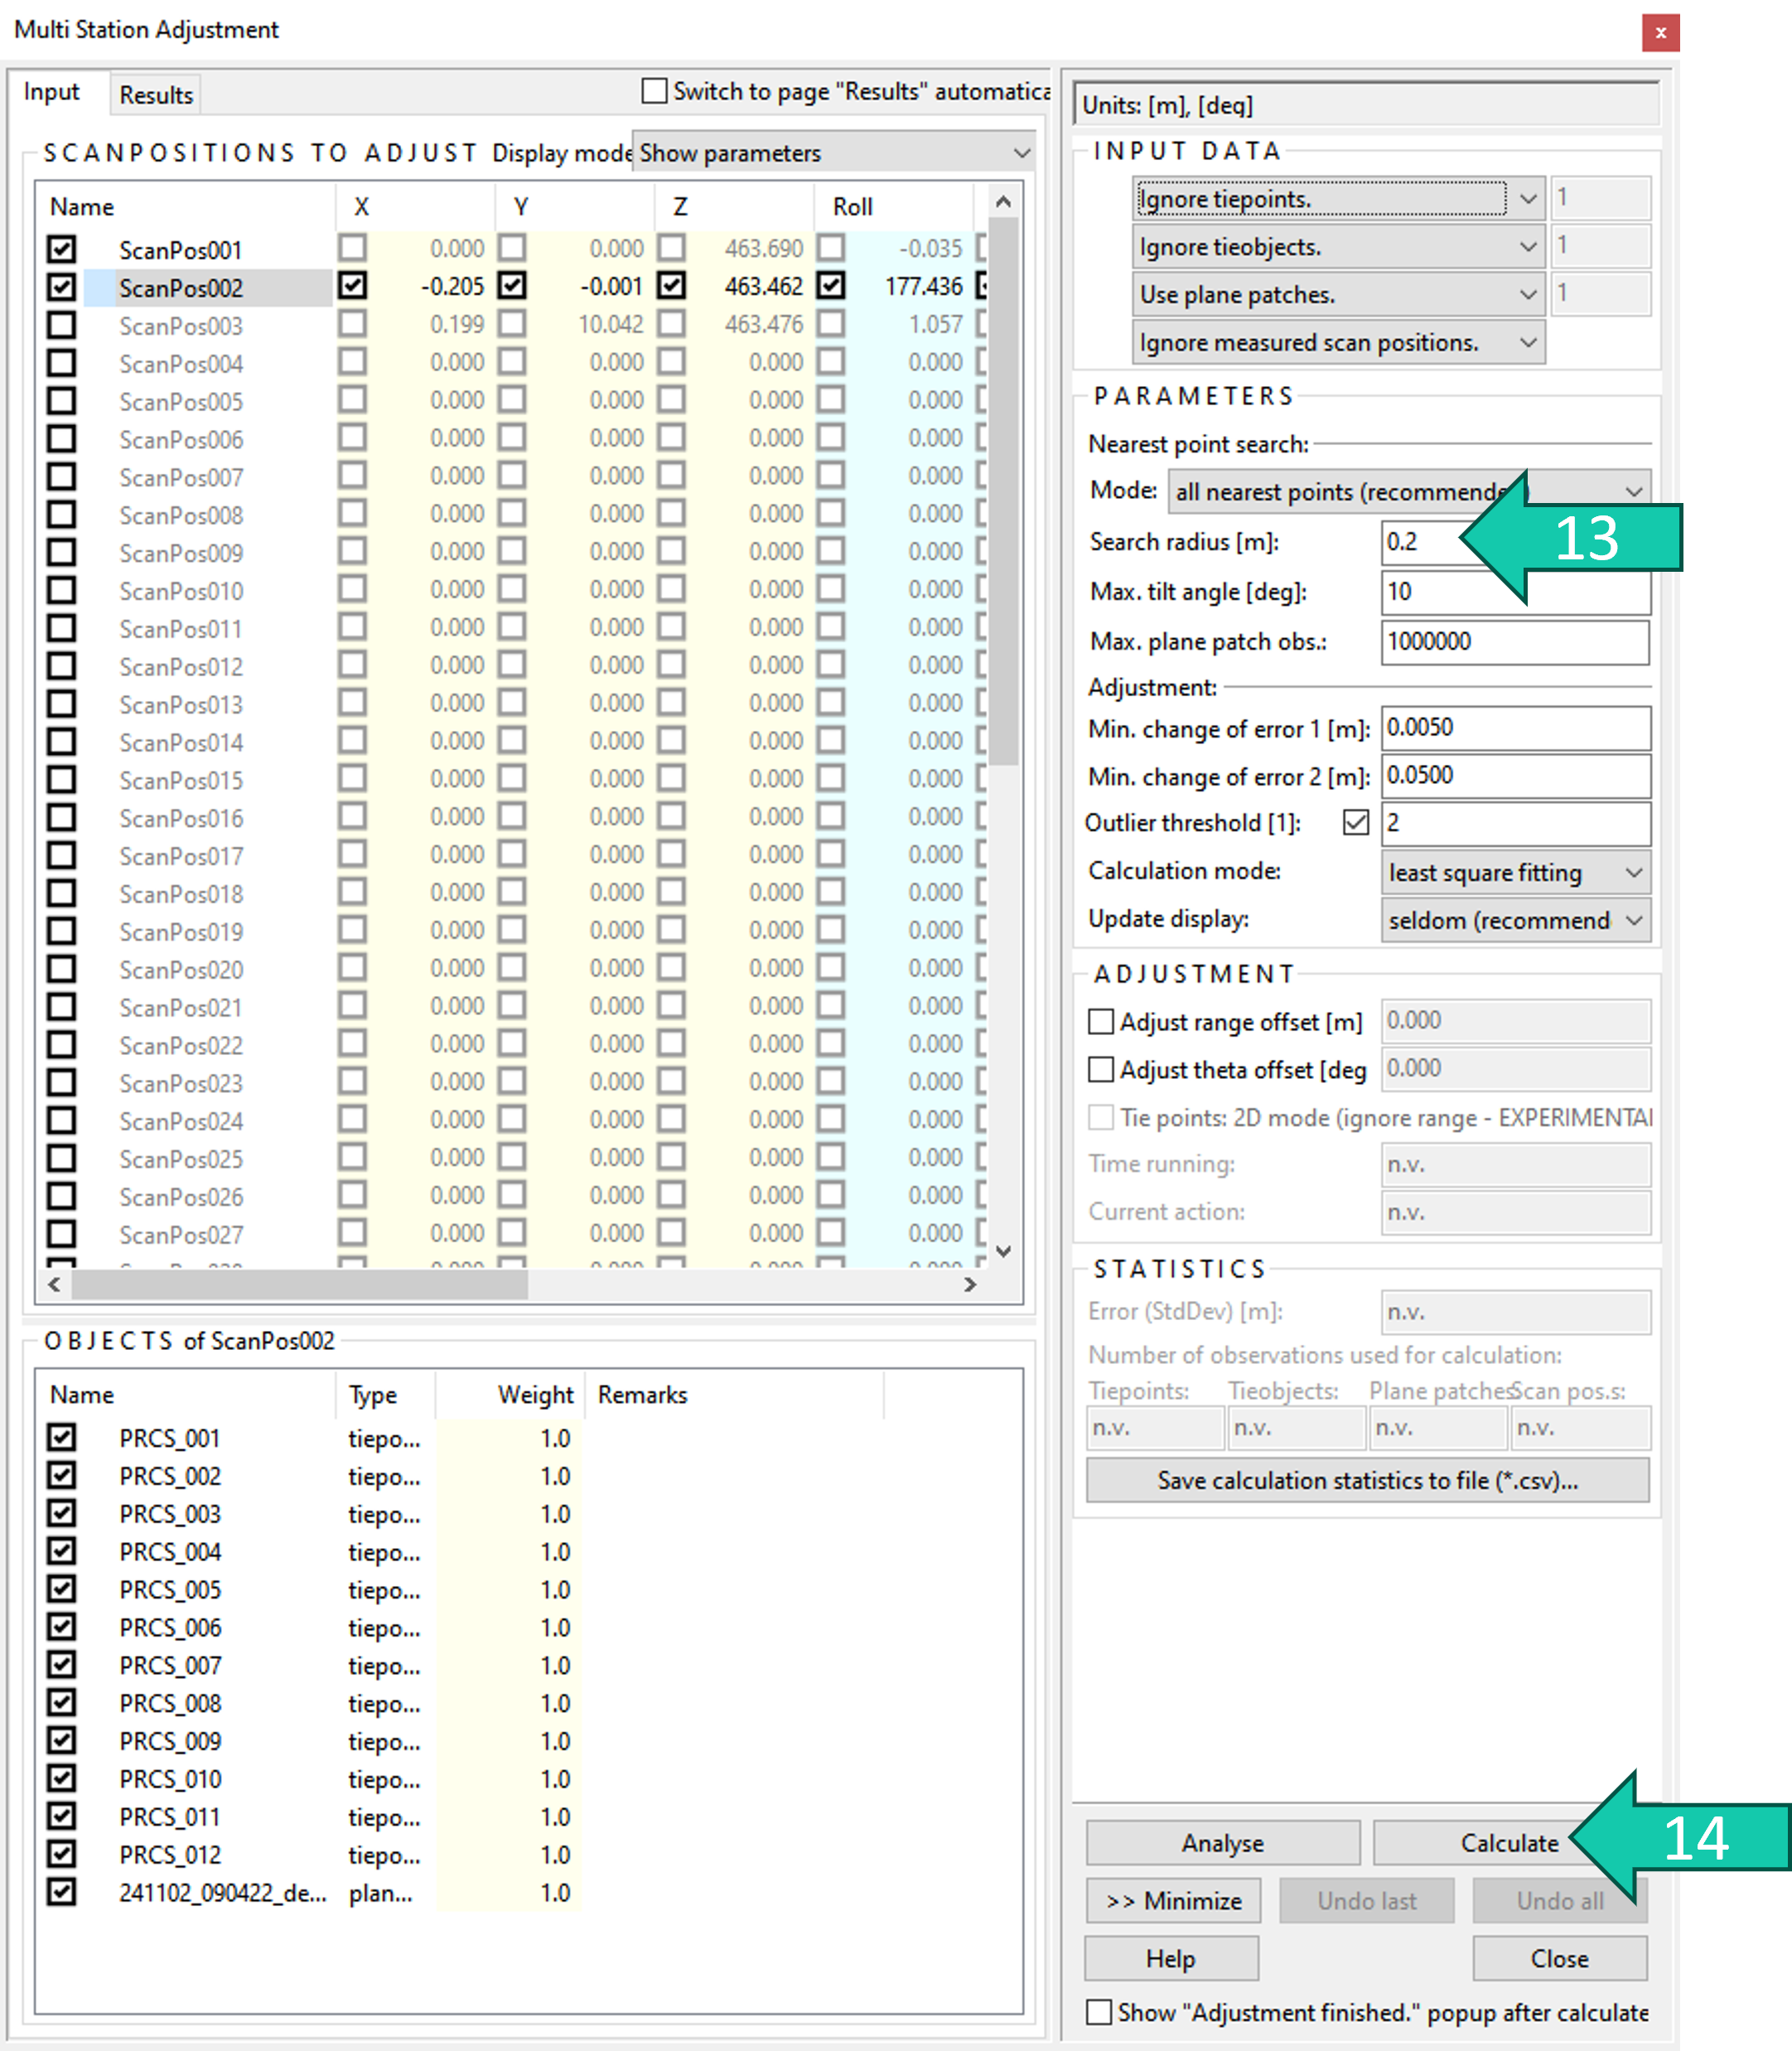 Multi Station Adjustment
x
Input
Results
Switch to page "Results" automatica
SCANPOSITIONS TO ADJUST Display mode Show parameters
Name X Y Z Roll
ScanPos001 0.000 0.000 463.690 -0.035
ScanPos002 -0.205 -0.001 463.462 177.436
ScanPos003 0.199 10.042 463.476 1.057
ScanPos004 0.000 0.000 0.000 0.000
ScanPos005 0.000 0.000 0.000 0.000
ScanPos006 0.000 0.000 0.000 0.000
ScanPos007 0.000 0.000 0.000 0.000
ScanPos008 0.000 0.000 0.000 0.000
ScanPos009 0.000 0.000 0.000 0.000
ScanPos010 0.000 0.000 0.000 0.000
ScanPos011 0.000 0.000 0.000 0.000
ScanPos012 0.000 0.000 0.000 0.000
ScanPos013 0.000 0.000 0.000 0.000
ScanPos014 0.000 0.000 0.000 0.000
ScanPos015 0.000 0.000 0.000 0.000
ScanPos016 0.000 0.000 0.000 0.000
ScanPos017 0.000 0.000 0.000 0.000
ScanPos018 0.000 0.000 0.000 0.000
ScanPos019 0.000 0.000 0.000 0.000
ScanPos020 0.000 0.000 0.000 0.000
ScanPos021 0.000 0.000 0.000 0.000
ScanPos022 0.000 0.000 0.000 0.000
ScanPos023 0.000 0.000 0.000 0.000
ScanPos024 0.000 0.000 0.000 0.000
ScanPos025 0.000 0.000 0.000 0.000
ScanPos026 0.000 0.000 0.000 0.000
ScanPos027 0.000 0.000 0.000 0.000
OBJECTS of ScanPos002
Name Type Weight Remarks
PRCS_001 tiepo... 1.0
PRCS_002 tiepo... 1.0
PRCS_003 tiepo... 1.0
PRCS_004 tiepo... 1.0
PRCS_005 tiepo... 1.0
PRCS_006 tiepo... 1.0
PRCS_007 tiepo... 1.0
PRCS_008 tiepo... 1.0
PRCS_009 tiepo... 1.0
PRCS_010 tiepo... 1.0
PRCS_011 tiepo... 1.0
PRCS_012 tiepo... 1.0
241102_090422_de... plan... 1.0
Units: [m], [deg]
INPUT DATA
Ignore tiepoints. 1
Ignore tieobjects. 1
Use plane patches. 1
Ignore measured scan positions.
PARAMETERS
Nearest point search:
Mode: all nearest points (recommende
Search radius [m]: 0.2
13
Max. tilt angle [deg]: 10
Max. plane patch obs.: 1000000
Adjustment:
Min. change of error 1 [m]: 0.0050
Min. change of error 2 [m]: 0.0500
Outlier threshold [1]: 2
Calculation mode: least square fitting
Update display: seldom (recommend
ADJUSTMENT
Adjust range offset [m] 0.000
Adjust theta offset [deg 0.000
Tie points: 2D mode (ignore range - EXPERIMENTAL
Time running: n.v.
Current action: n.v.
STATISTICS
Error (StdDev) [m]: n.v.
Number of observations used for calculation:
Tiepoints: Tieobjects: Plane patches Scan pos.s:
n.v. n.v. n.v. n.v.
Save calculation statistics to file (*.csv)...
Analyse Calculate
14
>> Minimize Undo last Undo all
Help Close
Show "Adjustment finished." popup after calculate